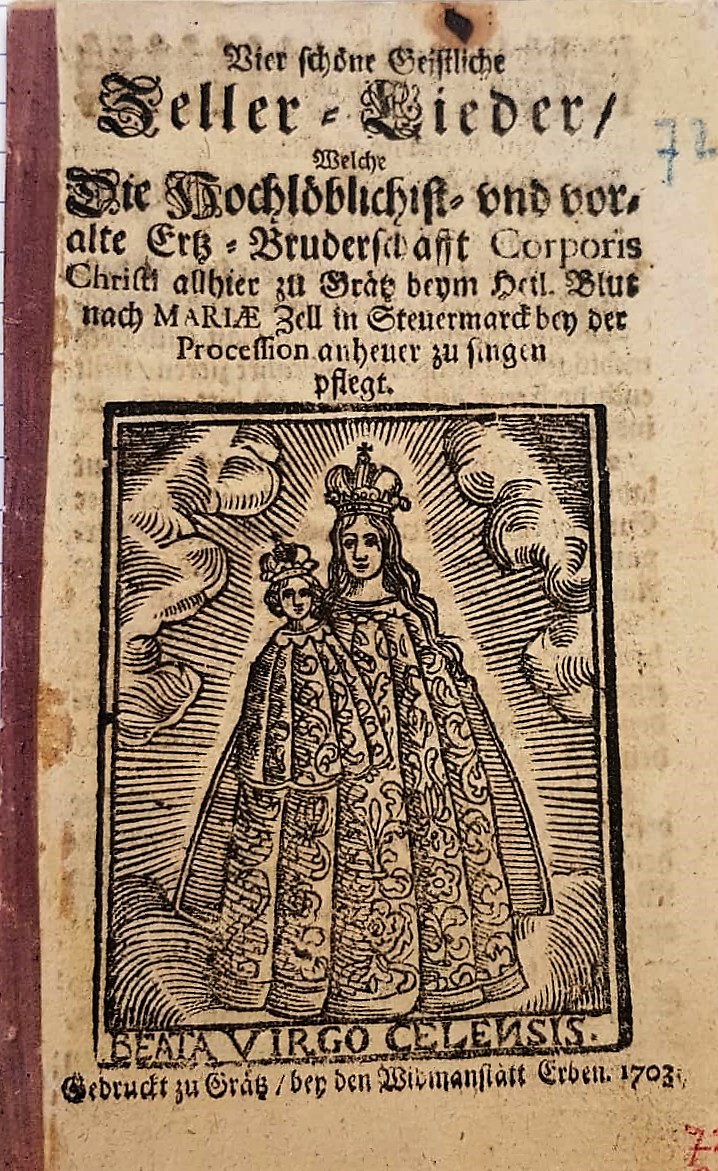 Vier schöne Geistliche
Zeller-Lieder/
Welche
Die Hochlöblichist- vnd vor-
alte Ertz-Bruderschafft Corporis
Christi allhier zu Grätz beym Heil. Blut
nach MARIÆ Zell in Steuermarck bey der
Procession anheuer zu singen
pflegt.
BEATA VIRGO CELENSIS.
Gedruckt zu Grätz / bey den Widmanstätt Erben. 1703.
72